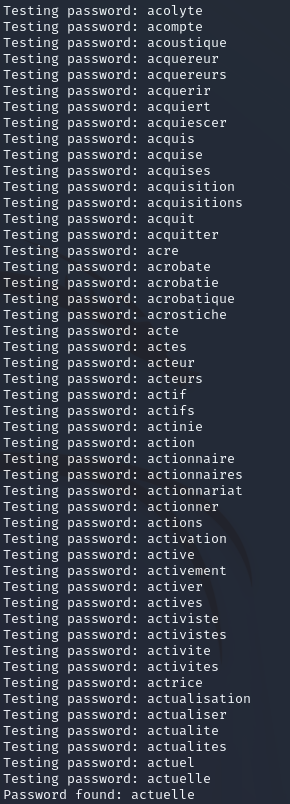 Testing password: acolyte
Testing password: acompte
Testing password: acoustique
Testing password: acquereur
Testing password: acquereurs
Testing password: acquerir
Testing password: acquiert
Testing password: acquiescer
Testing password: acquis
Testing password: acquise
Testing password: acquises
Testing password: acquisition
Testing password: acquisitions
Testing password: acquit
Testing password: acquitter
Testing password: acre
Testing password: acrobate
Testing password: acrobatie
Testing password: acrobatique
Testing password: acrostiche
Testing password: acte
Testing password: actes
Testing password: acteur
Testing password: acteurs
Testing password: actif
Testing password: actifs
Testing password: actinie
Testing password: action
Testing password: actionnaire
Testing password: actionnaires
Testing password: actionnariat
Testing password: actionner
Testing password: actions
Testing password: activation
Testing password: active
Testing password: activement
Testing password: activer
Testing password: actives
Testing password: activiste
Testing password: activistes
Testing password: activite
Testing password: activites
Testing password: actrice
Testing password: actualisation
Testing password: actualiser
Testing password: actualite
Testing password: actualites
Testing password: actuel
Testing password: actuelle
Password found: actuelle